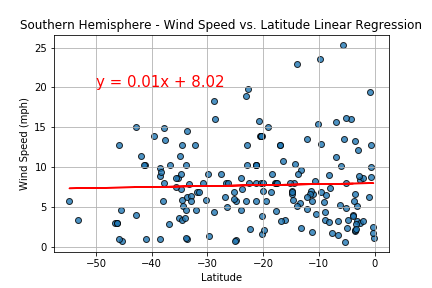 Southern Hemisphere - Wind Speed vs. Latitude Linear Regression
25
20
15
10
5
0
Wind Speed (mph)
y = 0.01x + 8.02
−50 −40 −30 −20 −10 0
Latitude